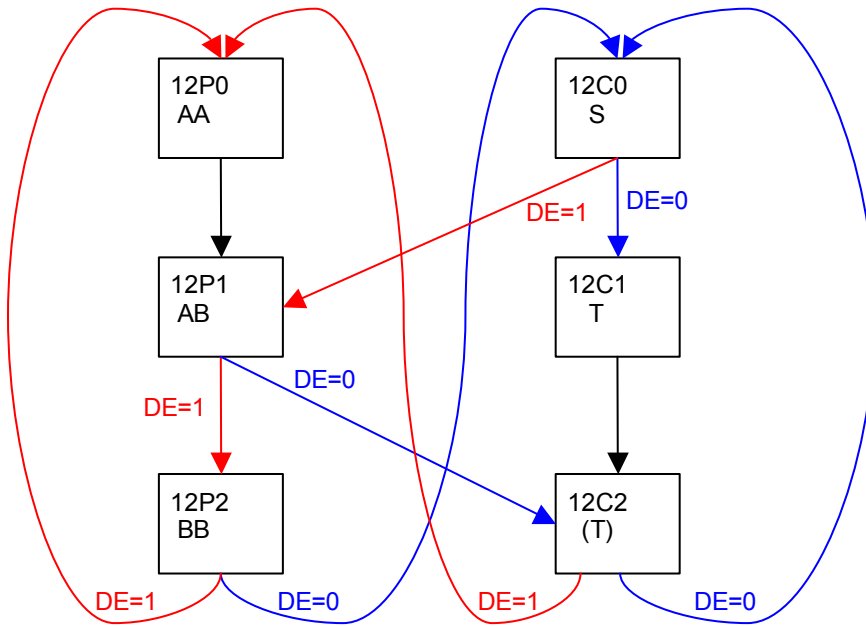 12P0
AA
12C0
S
DE=1
DE=0
12P1
AB
12C1
T
DE=0
DE=1
12P2
BB
12C2
(T)
DE=1
DE=0
DE=1
DE=0